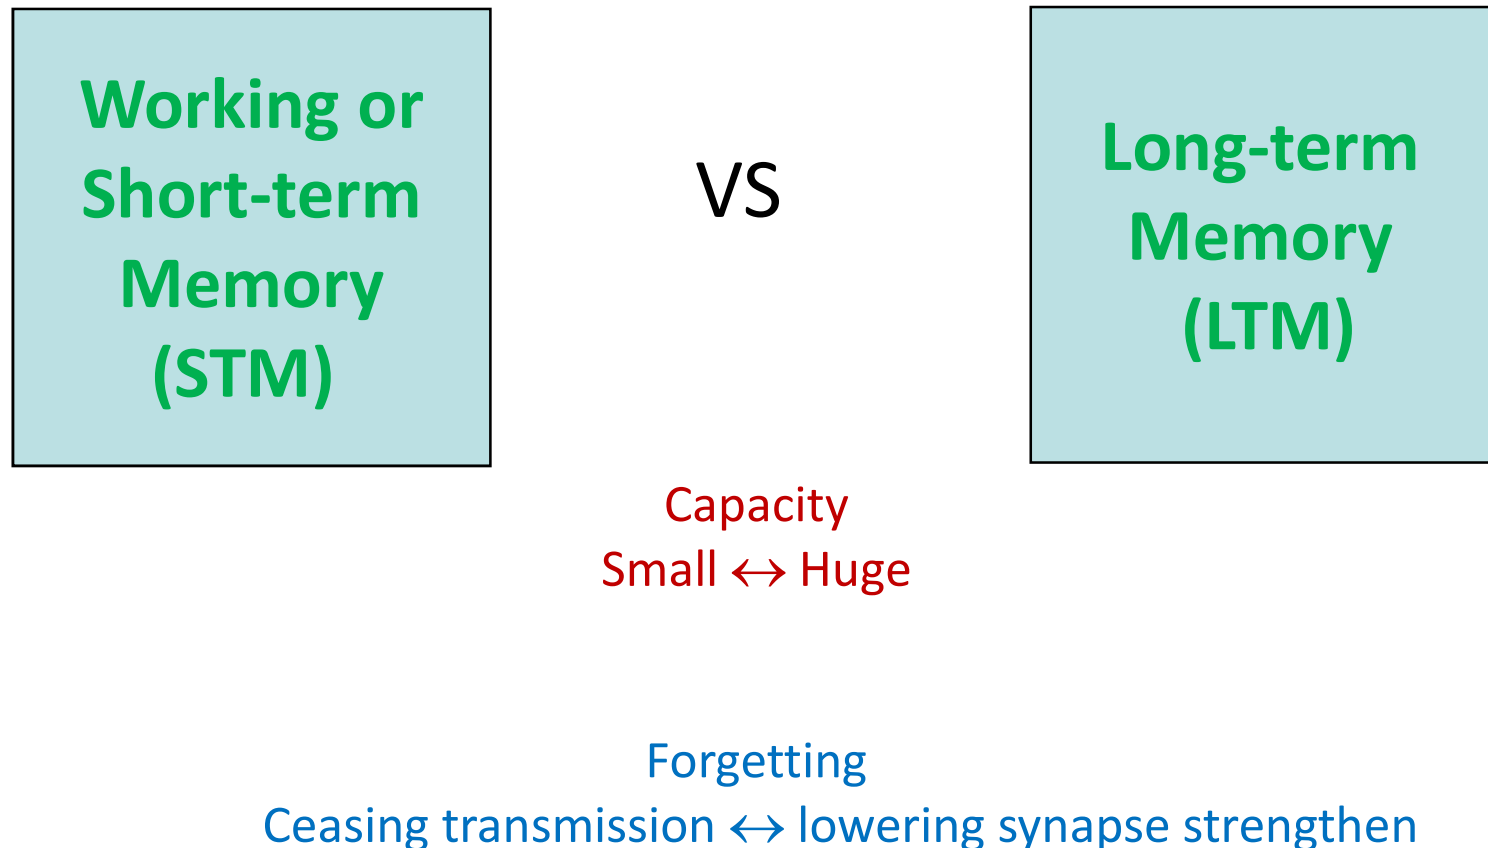 Working or
Short-term
Memory
(STM)
VS
Long-term
Memory
(LTM)
Capacity
Small ↔ Huge
Forgetting
Ceasing transmission ↔ lowering synapse strengthen